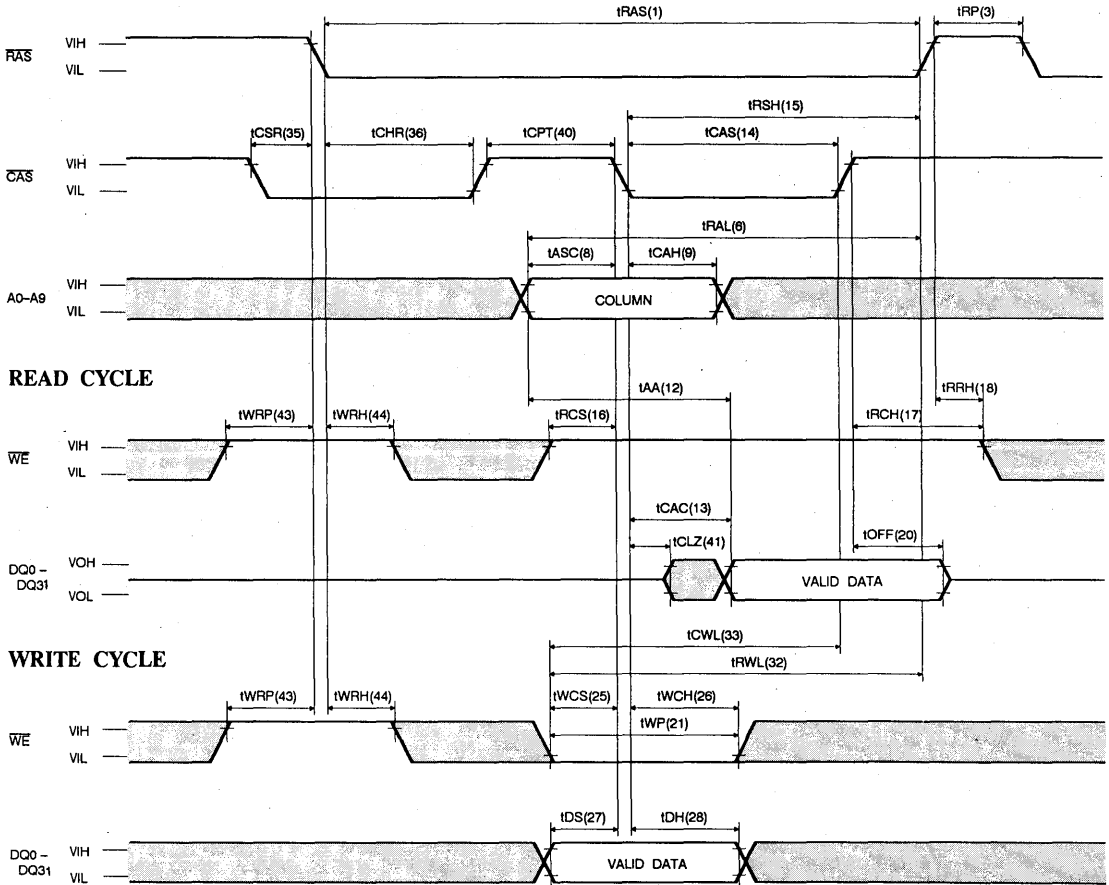 tRAS(1) tRP(3)
RAS VIH VIL
tRSH(15)
tCSR(35) tCHR(36) tCPT(40) tCAS(14)
CAS VIH VIL
tRAL(6)
tASC(8) tCAH(9)
A0-A9 VIH VIL COLUMN
READ CYCLE
tAA(12) tRRH(18)
tWRP(43) tWRH(44) tRCS(16) tRCH(17)
WE VIH VIL
tCAC(13)
tCLZ(41) tOFF(20)
DQ0 - DQ31 VOH VOL VALID DATA
tCWL(33)
WRITE CYCLE
tRWL(32)
tWRP(43) tWRH(44) tWCS(25) tWCH(26)
tWP(21)
WE VIH VIL
tDS(27) tDH(28)
DQ0 - DQ31 VIH VIL VALID DATA